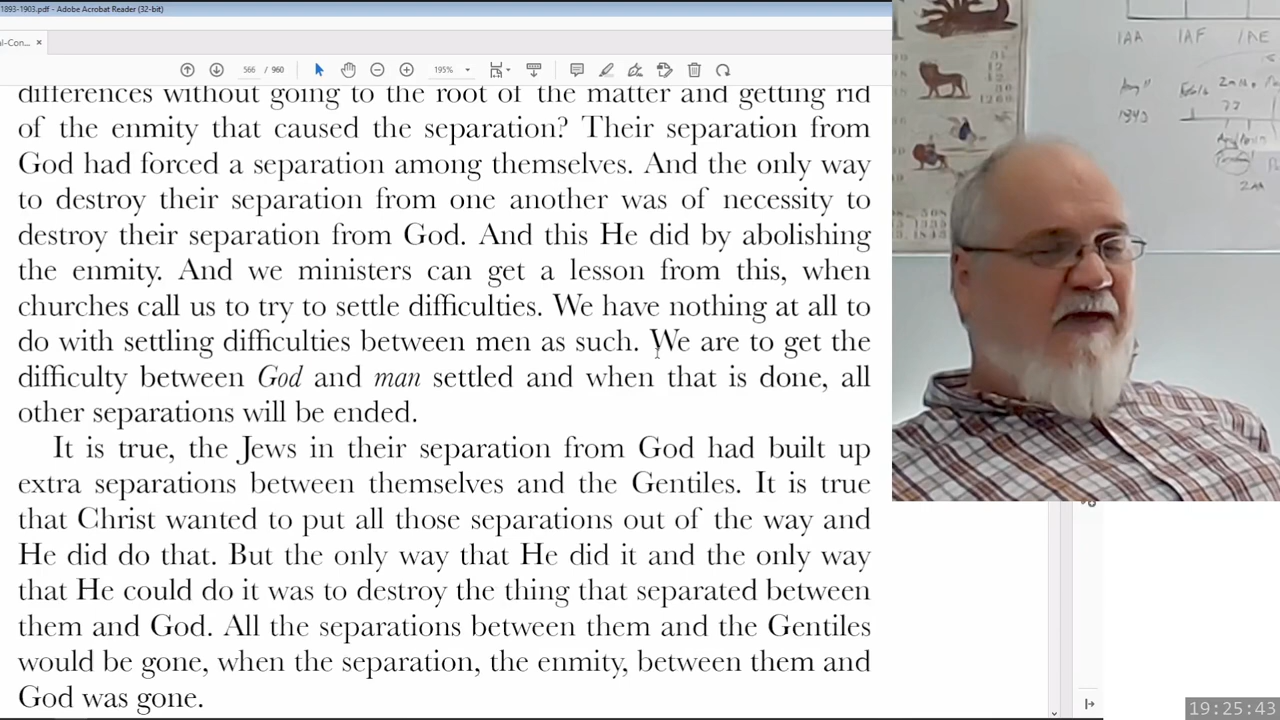 1893-1903.pdf - Adobe Acrobat Reader (32-bit)
al-Con... ×
566 / 960
195%
differences without going to the root of the matter and getting rid
of the enmity that caused the separation? Their separation from
God had forced a separation among themselves. And the only way
to destroy their separation from one another was of necessity to
destroy their separation from God. And this He did by abolishing
the enmity. And we ministers can get a lesson from this, when
churches call us to try to settle difficulties. We have nothing at all to
do with settling difficulties between men as such. We are to get the
difficulty between God and man settled and when that is done, all
other separations will be ended.
It is true, the Jews in their separation from God had built up
extra separations between themselves and the Gentiles. It is true
that Christ wanted to put all those separations out of the way and
He did do that. But the only way that He did it and the only way
that He could do it was to destroy the thing that separated between
them and God. All the separations between them and the Gentiles
would be gone, when the separation, the enmity, between them and
God was gone.
1AA 1AF 1AE
1840
2AA
19:25:43